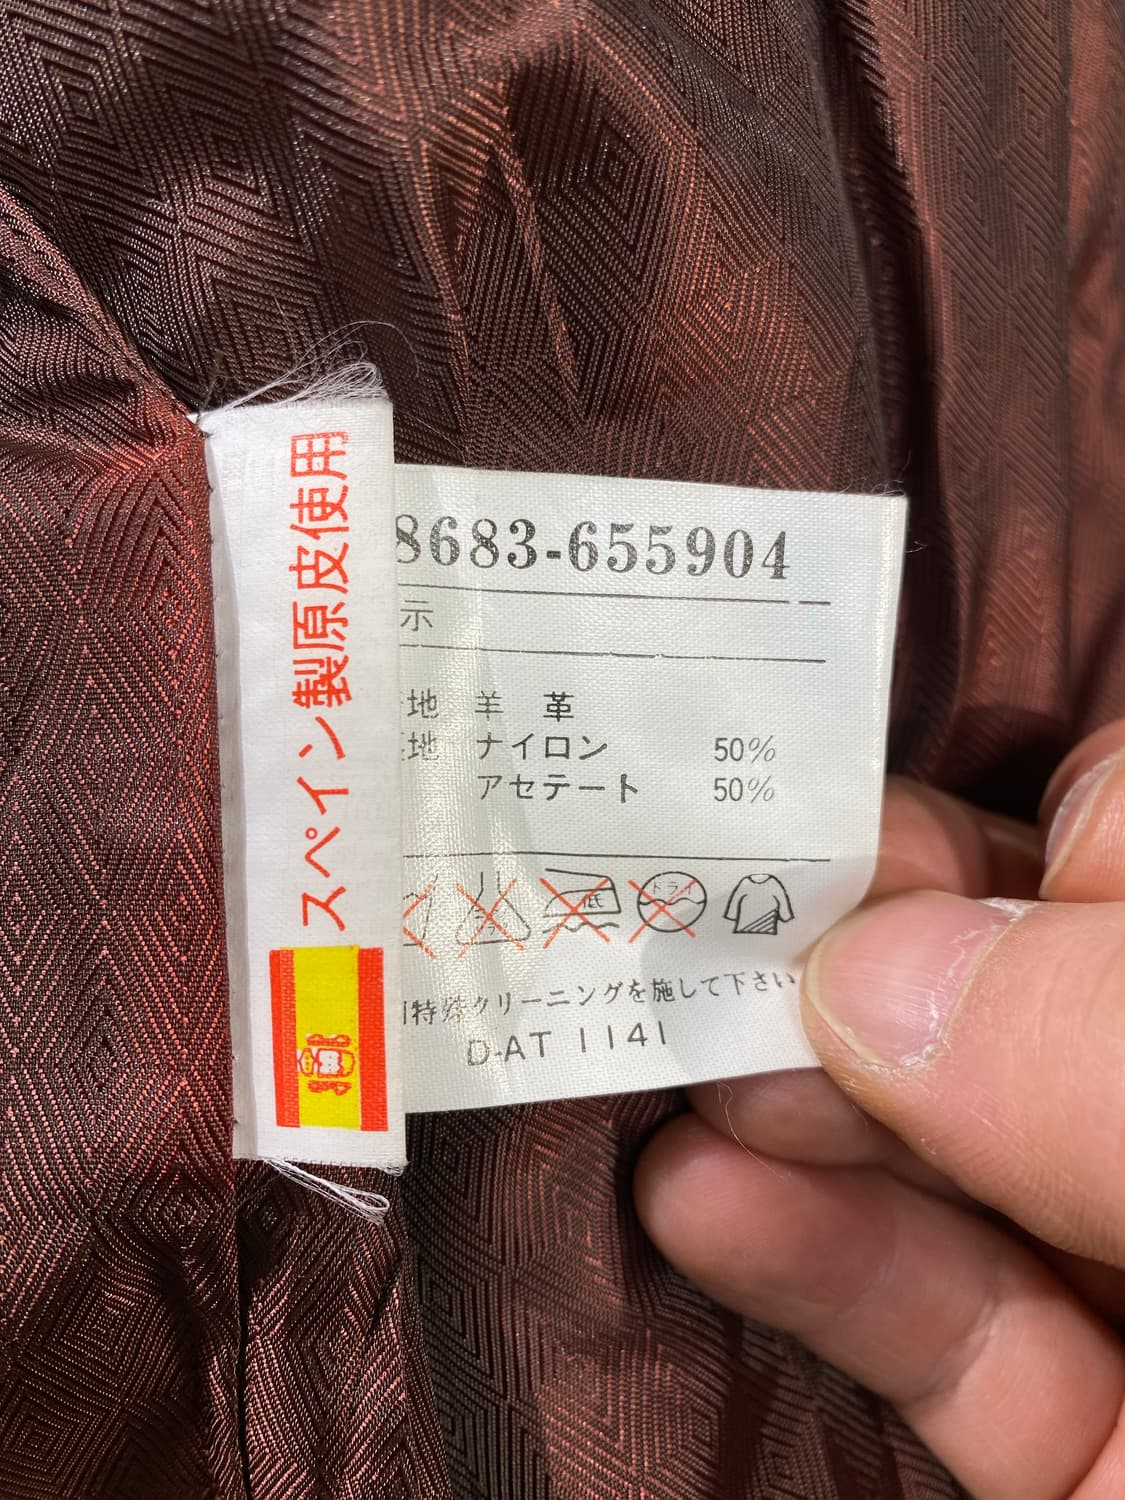 スペイン製原皮使用
8683-655904
示
地 羊 革
地 ナイロン 50%
アセテート 50%
低
ドライ
特殊クリーニングを施して下さい
D-AT 1141